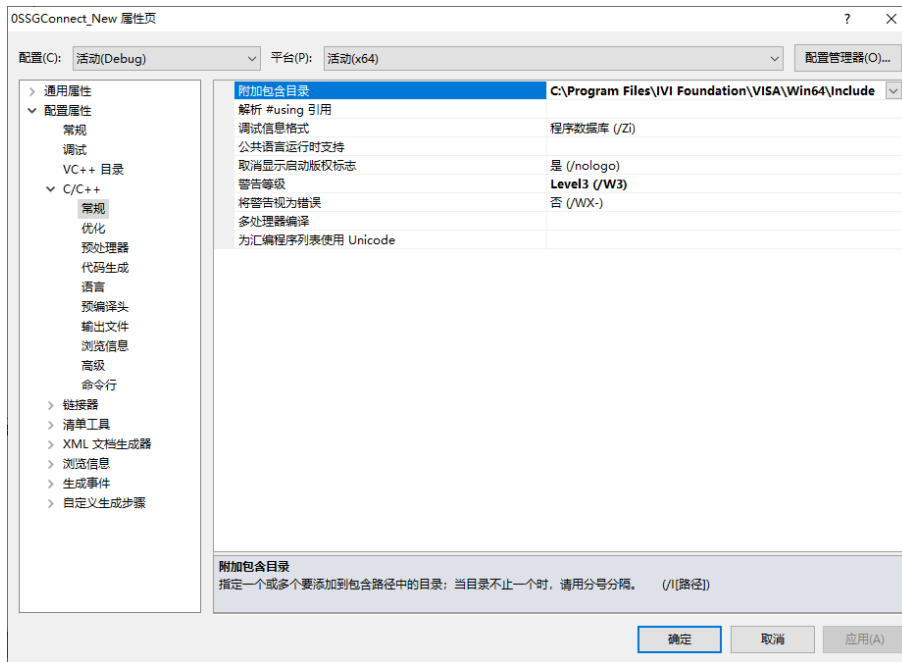 0SSGConnect_New 属性页
配置(C): 活动(Debug) 平台(P): 活动(x64) 配置管理器(O)...
通用属性
配置属性
常规
调试
VC++ 目录
C/C++
常规
优化
预处理器
代码生成
语言
预编译头
输出文件
浏览信息
高级
命令行
链接器
清单工具
XML 文档生成器
浏览信息
生成事件
自定义生成步骤
附加包含目录 C:\Program Files\IVI Foundation\VISA\Win64\Include
解析 #using 引用
调试信息格式 程序数据库 (/Zi)
公共语言运行时支持
取消显示启动版权标志 是 (/nologo)
警告等级 Level3 (/W3)
将警告视为错误 否 (/WX-)
多处理器编译
为汇编程序列表使用 Unicode
附加包含目录
指定一个或多个要添加到包含路径中的目录；当目录不止一个时，请用分号分隔。 (/I[路径])
确定 取消 应用(A)